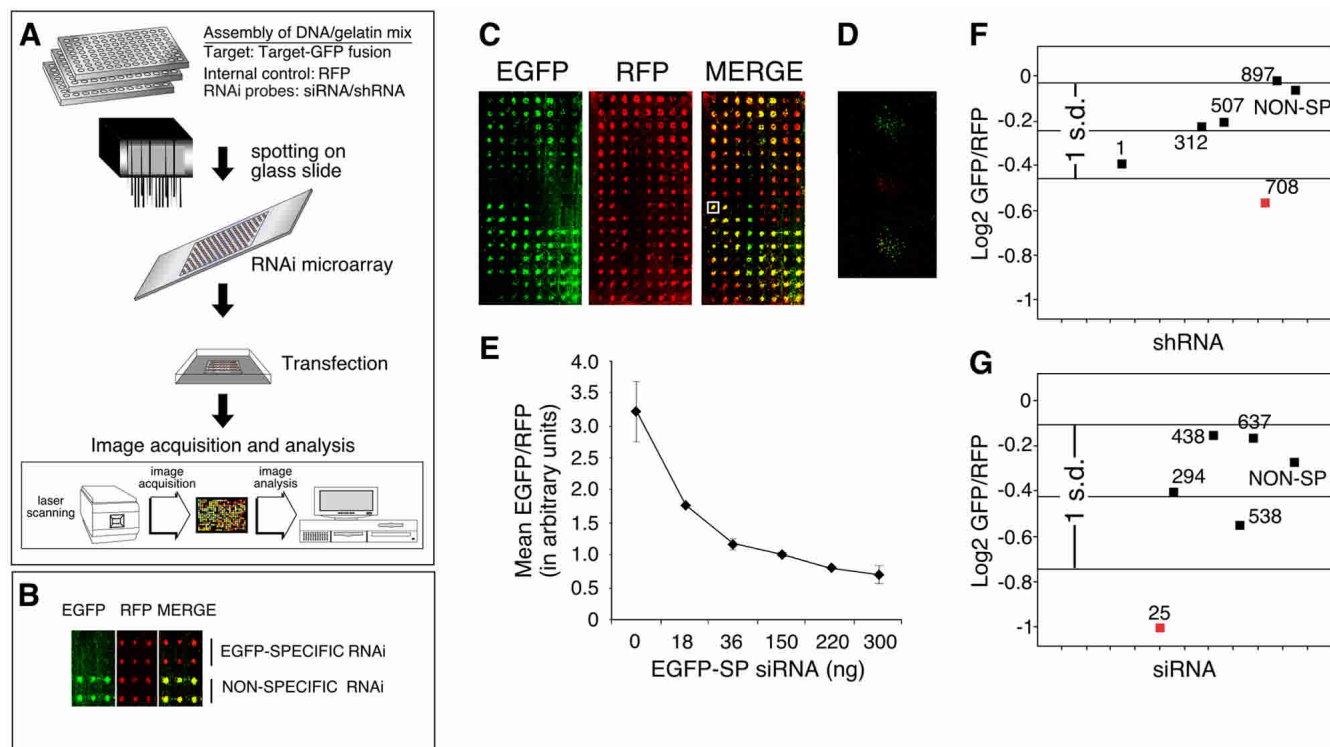 A
Assembly of DNA/gelatin mix
Target: Target-GFP fusion
Internal control: RFP
RNAi probes: siRNA/shRNA
spotting on
glass slide
RNAi microarray
Transfection
Image acquisition and analysis
laser
scanning
image
acquisition
image
analysis
B
EGFP RFP MERGE
EGFP-SPECIFIC RNAi
NON-SPECIFIC RNAi
C
EGFP RFP MERGE
D
E
Mean EGFP/RFP
(in arbitrary units)
4.0
3.5
3.0
2.5
2.0
1.5
1.0
0.5
0
0 18 36 150 220 300
EGFP-SP siRNA (ng)
F
Log2 GFP/RFP
0
-0.2
-0.4
-0.6
-0.8
-1
1 s.d.
1
312
507
897
NON-SP
708
shRNA
G
Log2 GFP/RFP
0
-0.2
-0.4
-0.6
-0.8
-1
1 s.d.
25
294
438
637
NON-SP
538
siRNA